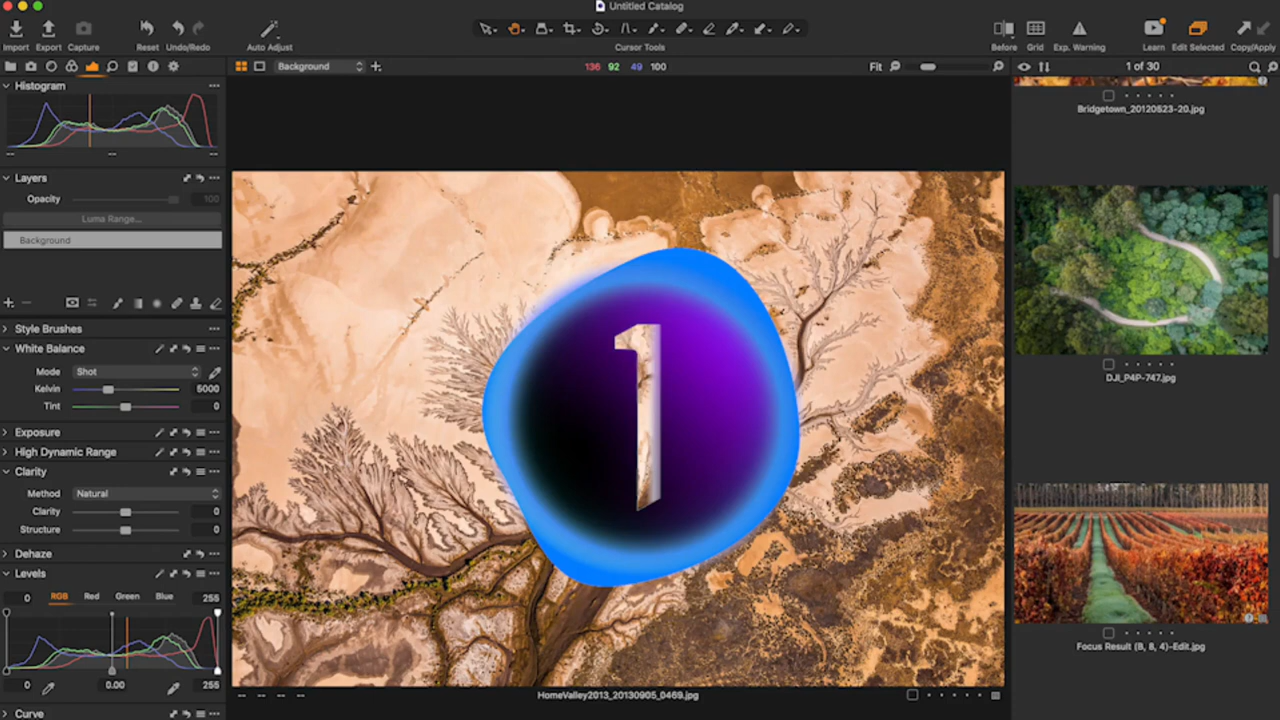 Untitled Catalog
Import Export Capture Reset Undo/Redo Auto Adjust Cursor Tools Before Grid Exp. Warning Learn Edit Selected Copy/Apply
Background 136 92 49 100 Fit 1 of 30
Histogram
-- -- --
Layers
Opacity 100
Luma Range...
Background
Style Brushes
White Balance
Mode Shot
Kelvin 5000
Tint 0
Exposure
High Dynamic Range
Clarity
Method Natural
Clarity 0
Structure 0
Dehaze
Levels
0 RGB Red Green Blue 255
0 0.00 255
Curve
1
-- -- -- --
HomeValley2013_20130905_0469.jpg
Bridgetown_20120823-20.jpg
DJI_P4P-747.jpg
Focus Result (B, 8, 4)-Edit.jpg